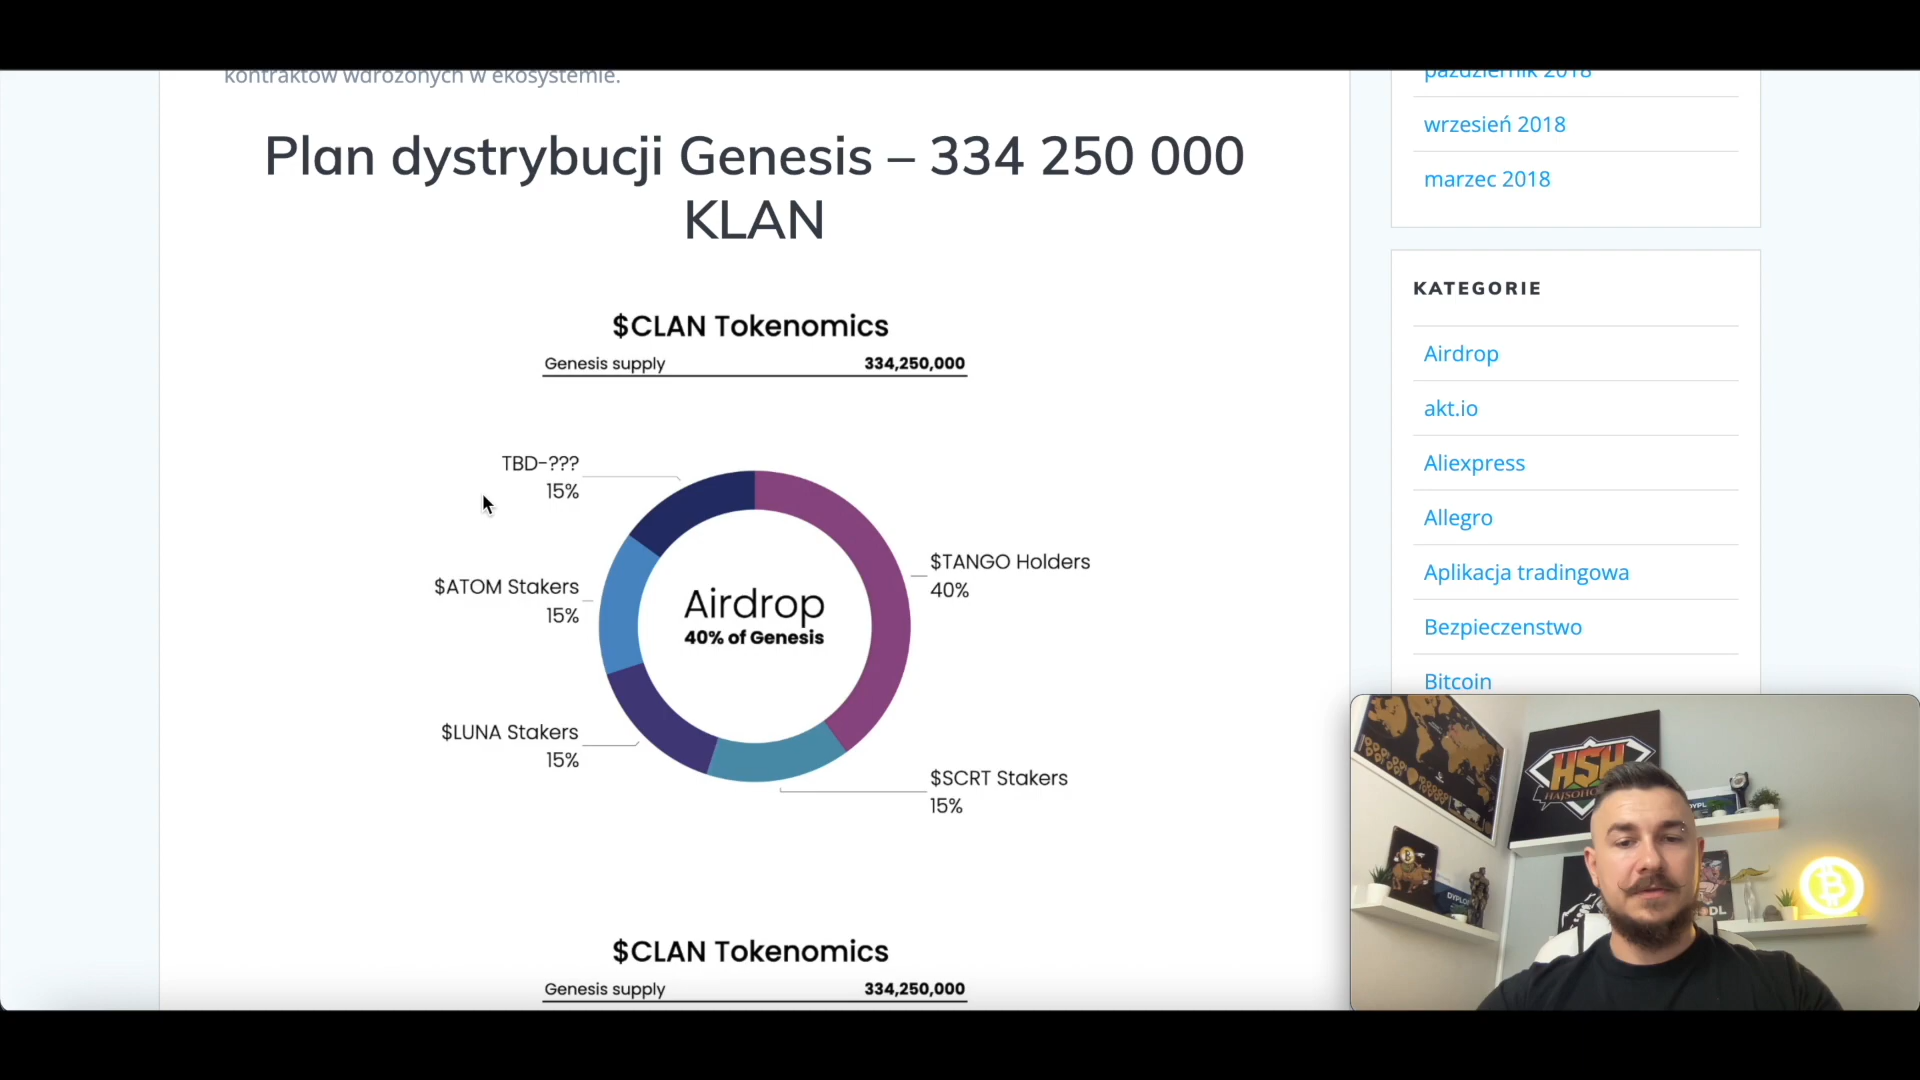 kontraktów wdrożonych w ekosystemie.
Plan dystrybucji Genesis – 334 250 000
KLAN
$CLAN Tokenomics
Genesis supply 334,250,000
TBD-???
15%
$ATOM Stakers
15%
$LUNA Stakers
15%
Airdrop
40% of Genesis
$TANGO Holders
40%
$SCRT Stakers
15%
$CLAN Tokenomics
Genesis supply 334,250,000
październik 2018
wrzesień 2018
marzec 2018
KATEGORIE
Airdrop
akt.io
Aliexpress
Allegro
Aplikacja tradingowa
Bezpieczenstwo
Bitcoin
HSH